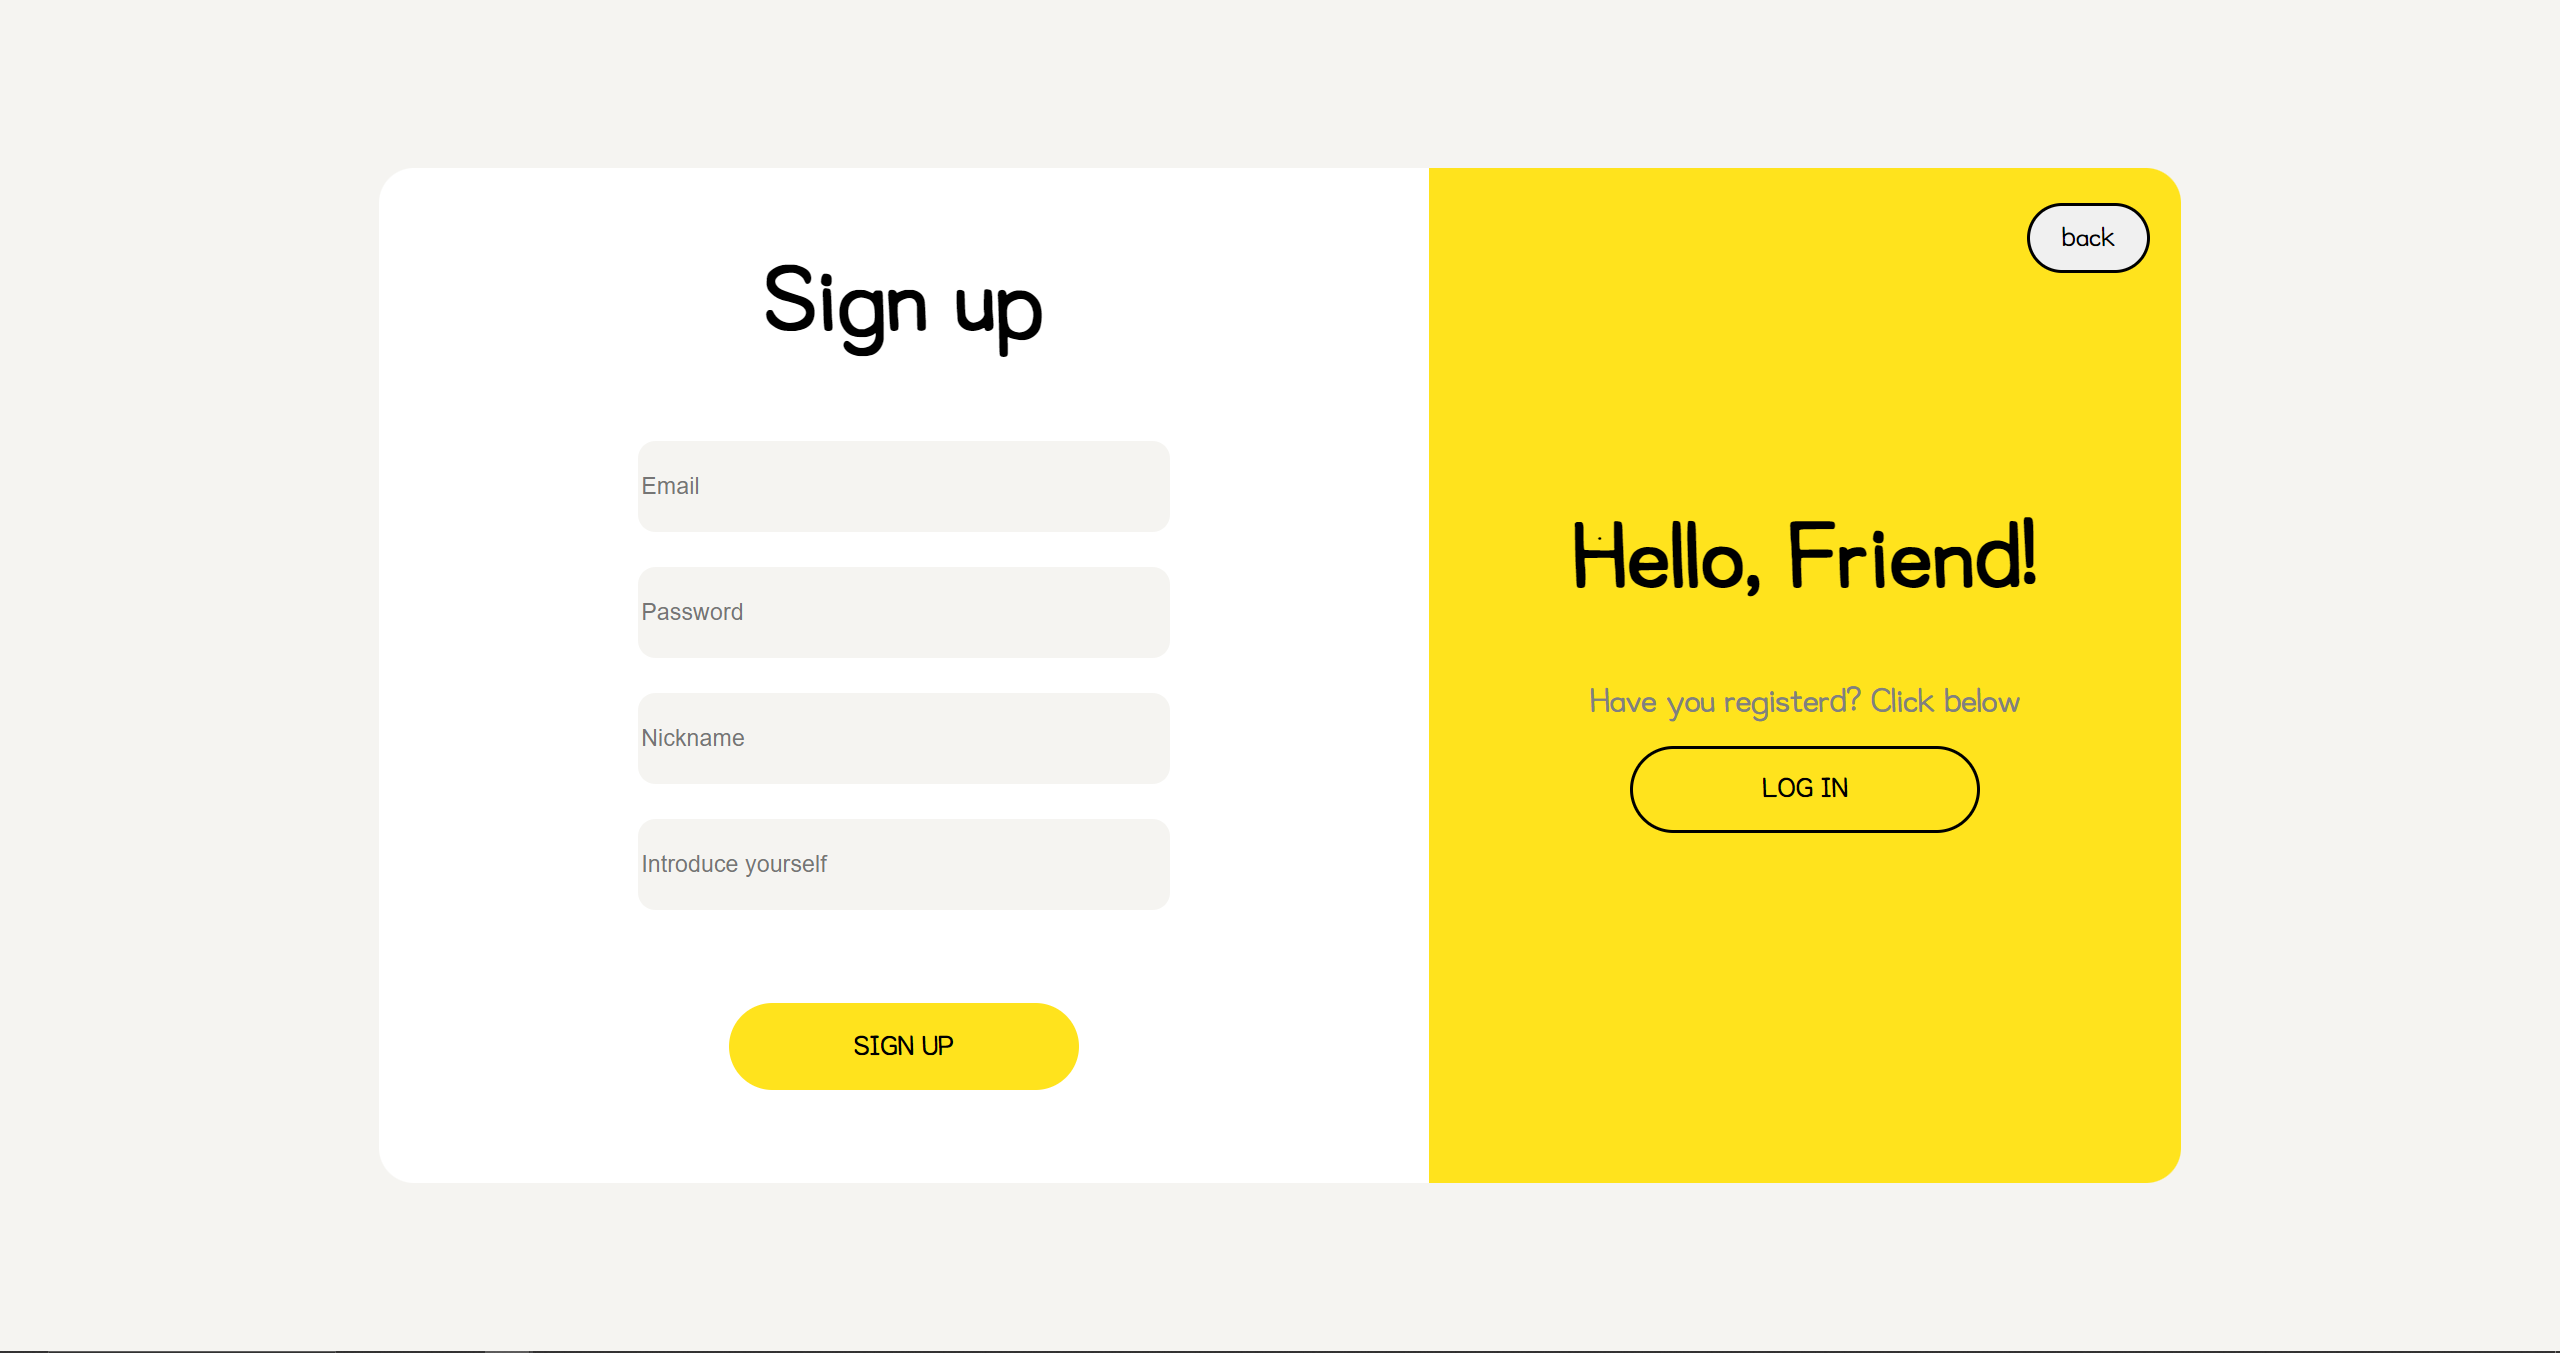 Sign up
Email
Password
Nickname
Introduce yourself
SIGN UP
back
Hello, Friend!
Have you registerd? Click below
LOG IN